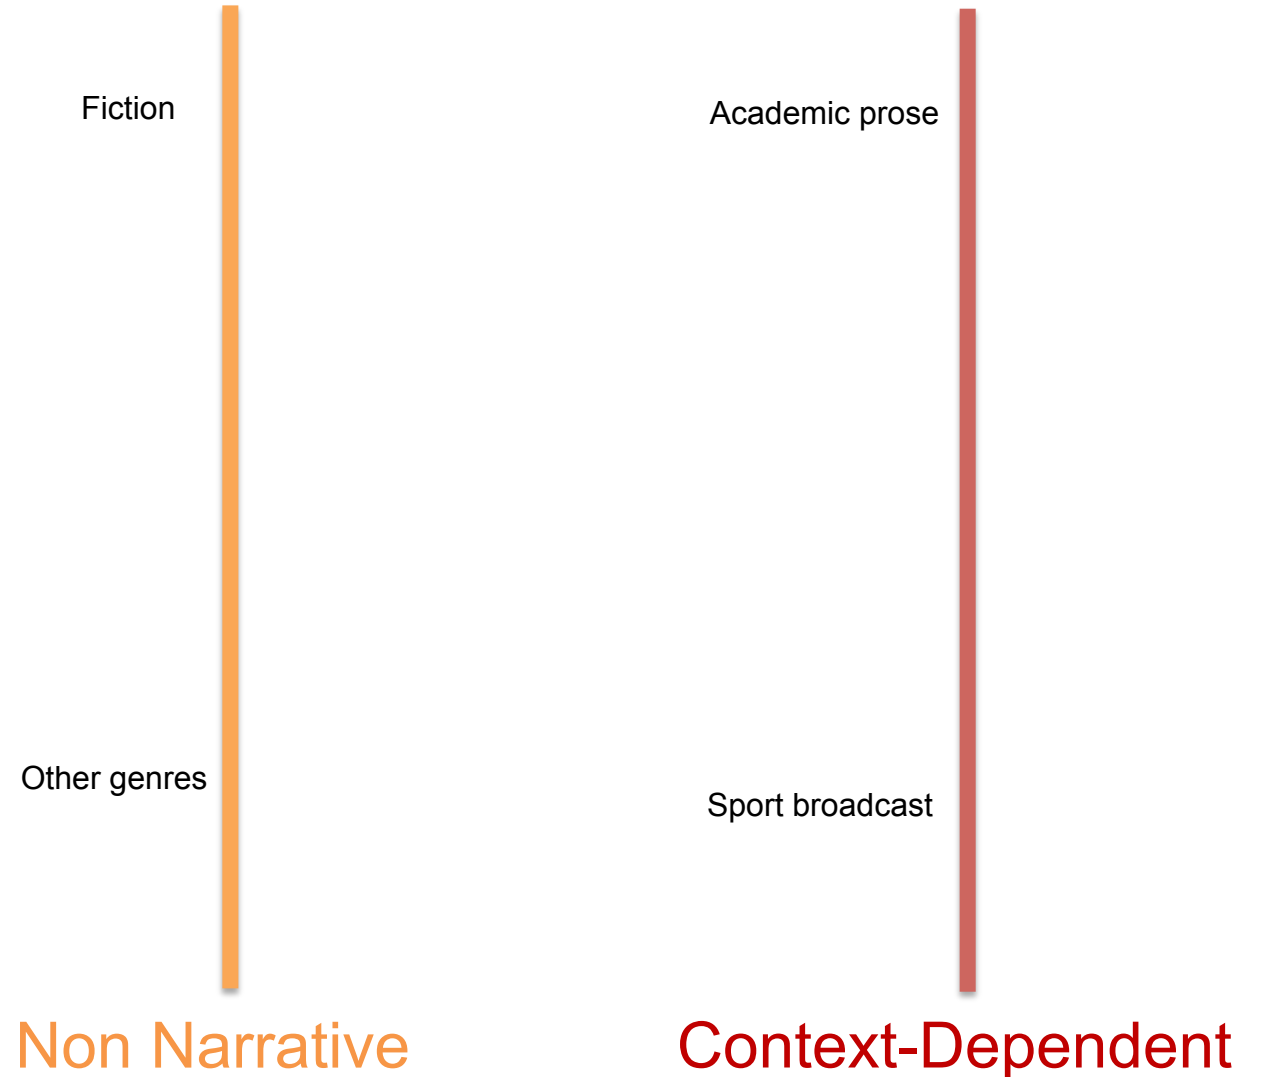 Fiction
Academic prose
Other genres
Sport broadcast
Non Narrative
Context-Dependent